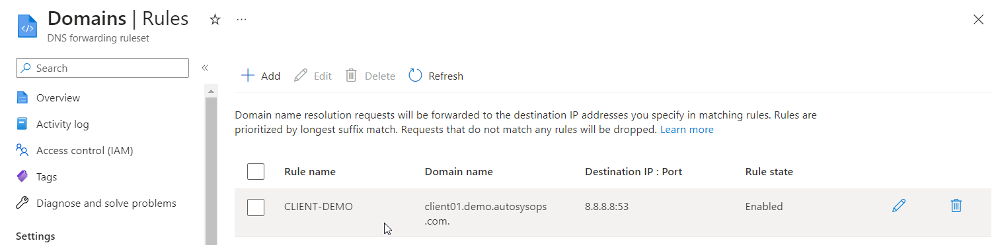 Domains | Rules
DNS forwarding ruleset
Search
Overview
Activity log
Access control (IAM)
Tags
Diagnose and solve problems
Settings
Add Edit Delete Refresh
Domain name resolution requests will be forwarded to the destination IP addresses you specify in matching rules. Rules are
prioritized by longest suffix match. Requests that do not match any rules will be dropped. Learn more
Rule name Domain name Destination IP : Port Rule state
CLIENT-DEMO client01.demo.autosysops 8.8.8.8:53 Enabled
.com.